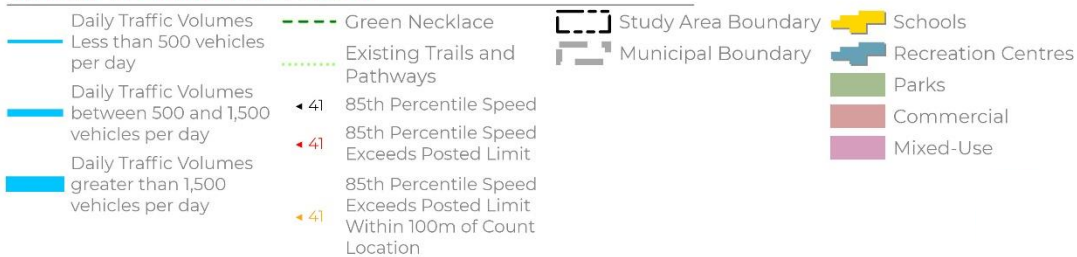 Daily Traffic Volumes
Less than 500 vehicles
per day
Daily Traffic Volumes
between 500 and 1,500
vehicles per day
Daily Traffic Volumes
greater than 1,500
vehicles per day
Green Necklace
Existing Trails and
Pathways
◂ 41 85th Percentile Speed
◂ 41 85th Percentile Speed
Exceeds Posted Limit
◂ 41 85th Percentile Speed
Exceeds Posted Limit
Within 100m of Count
Location
Study Area Boundary
Municipal Boundary
Schools
Recreation Centres
Parks
Commercial
Mixed-Use